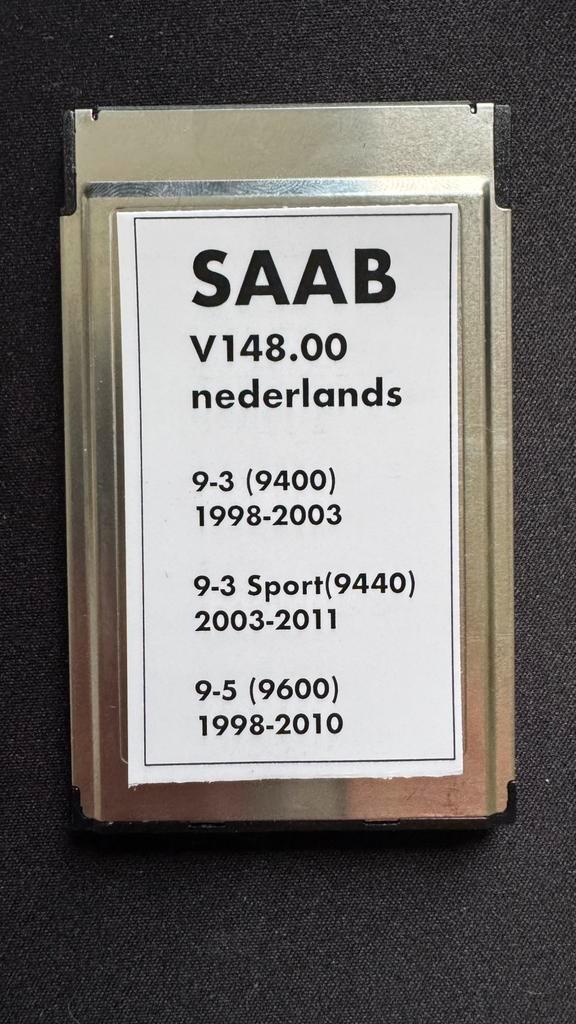 SAAB
V148.00
nederlands
9-3 (9400)
1998-2003
9-3 Sport(9440)
2003-2011
9-5 (9600)
1998-2010